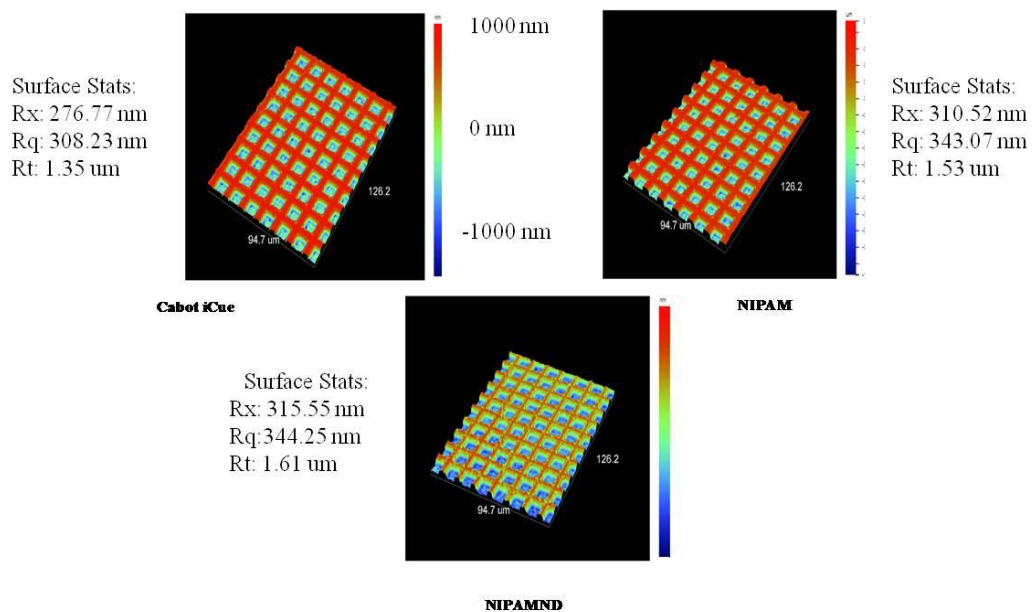 1000 nm
0 nm
-1000 nm
Surface Stats:
Rx: 276.77 nm
Rq: 308.23 nm
Rt: 1.35 um
126.2
94.7 um
Cabot iCue
Surface Stats:
Rx: 310.52 nm
Rq: 343.07 nm
Rt: 1.53 um
126.2
94.7 um
NIPAM
Surface Stats:
Rx: 315.55 nm
Rq:344.25 nm
Rt: 1.61 um
126.2
94.7 um
NIPAMND